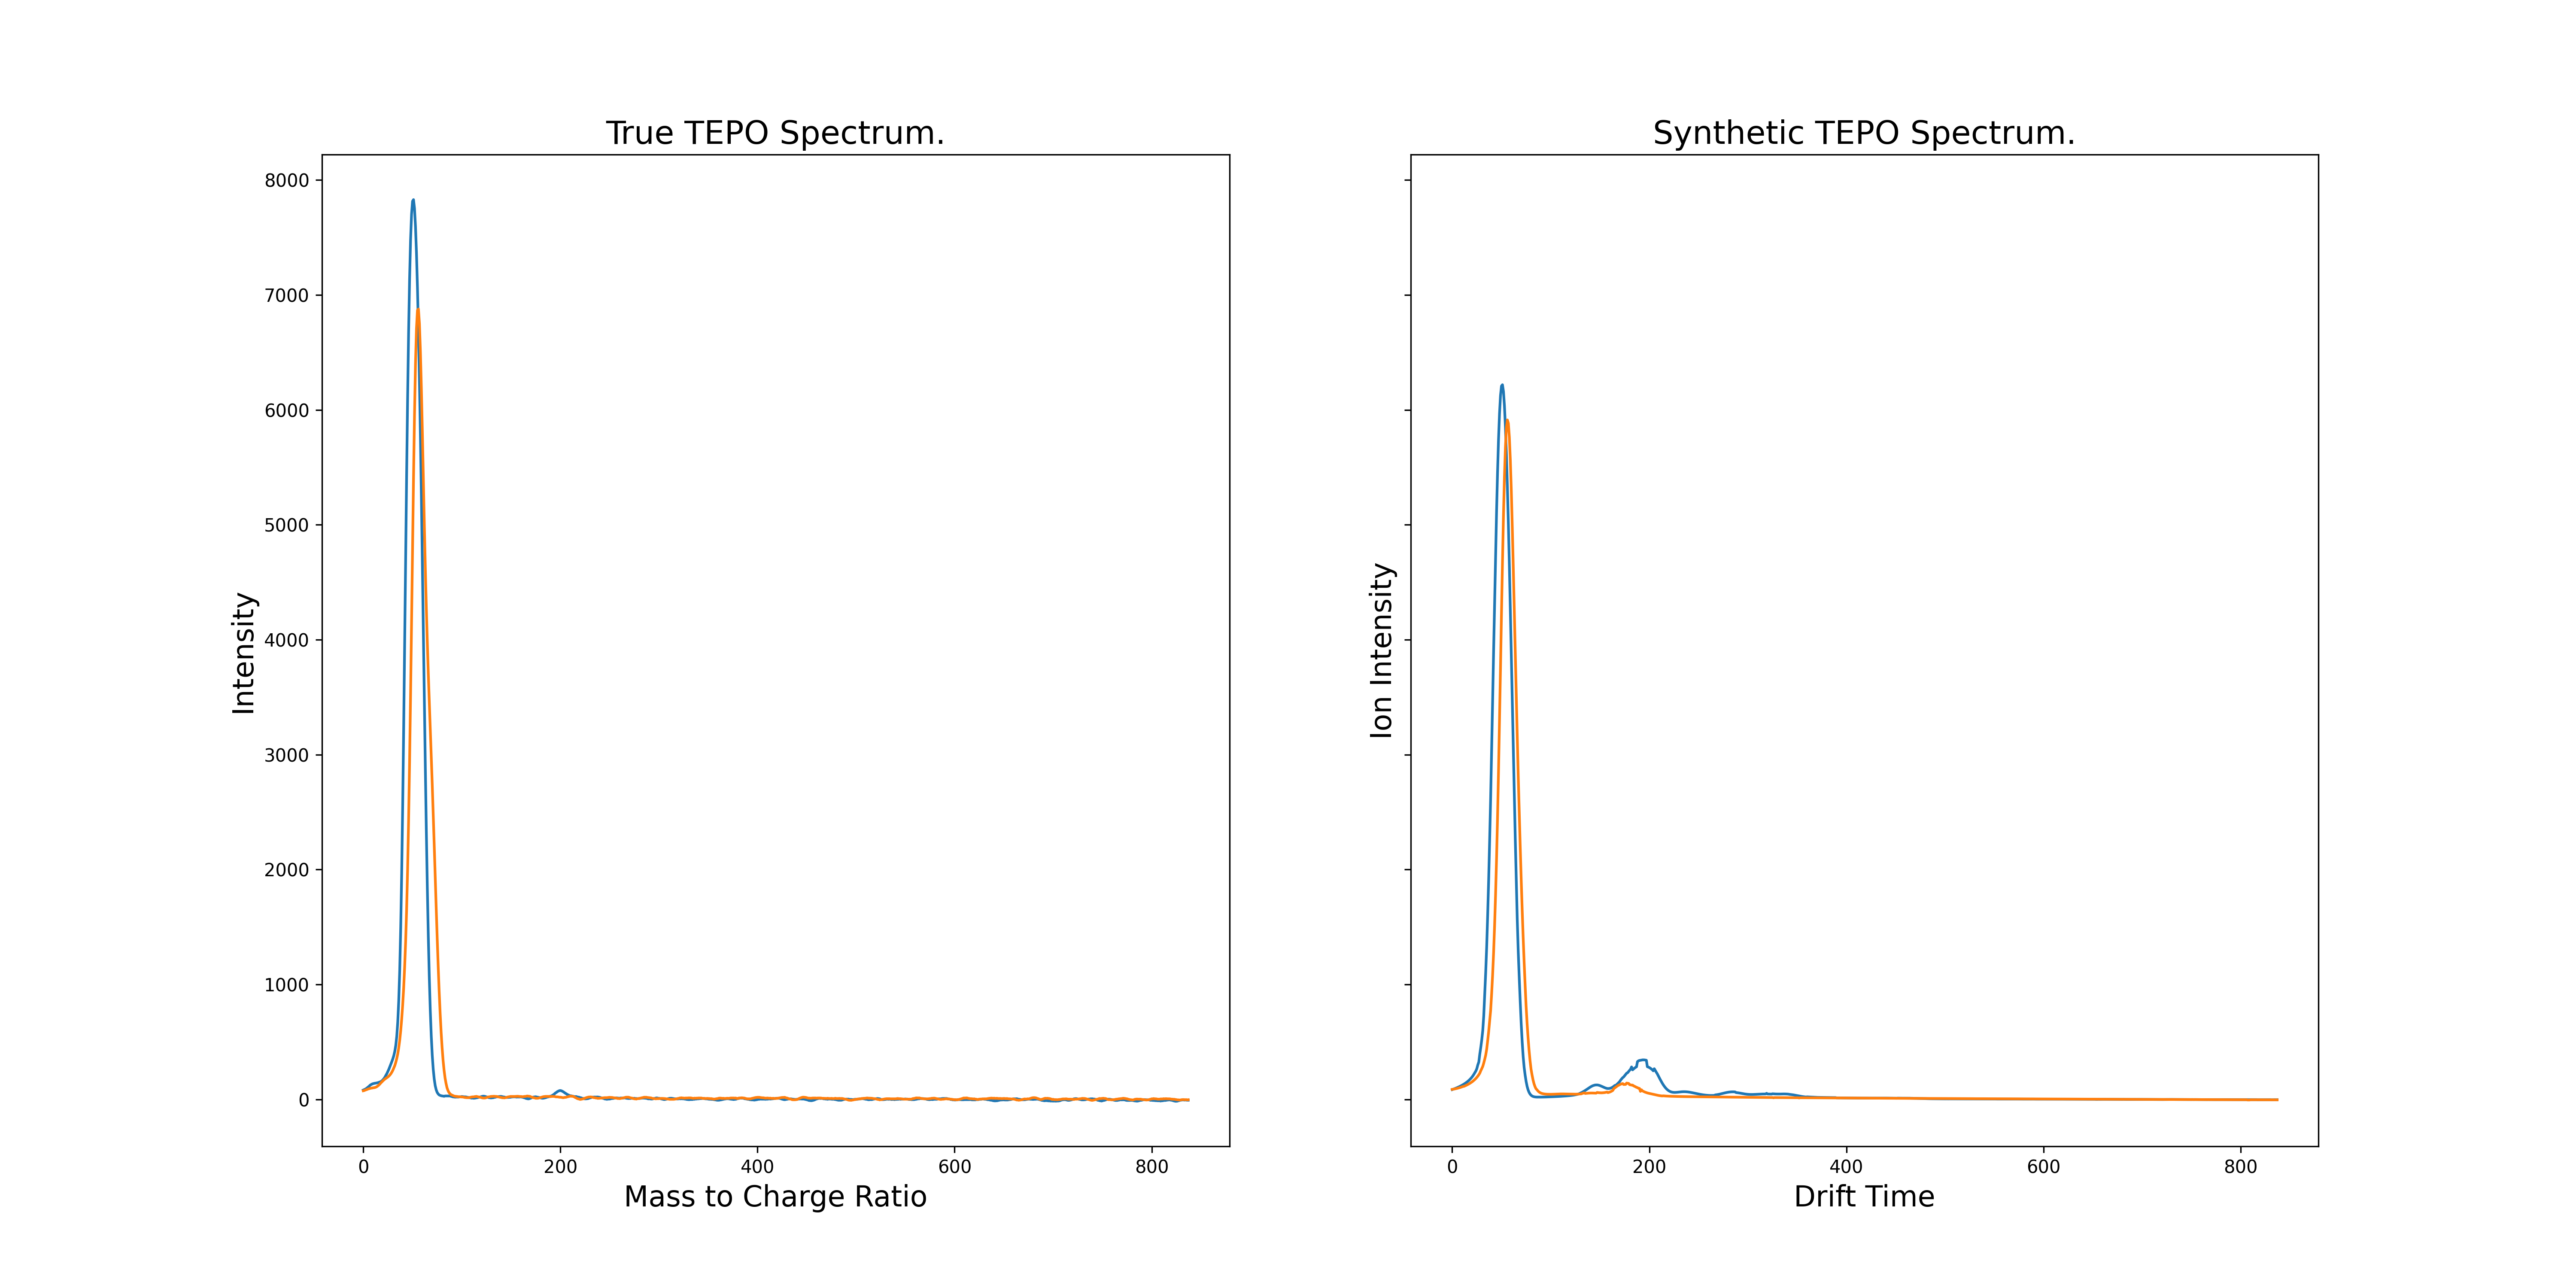 True TEPO Spectrum.
Synthetic TEPO Spectrum.
8000
7000
6000
5000
4000
3000
2000
1000
0
Intensity
Ion Intensity
0 200 400 600 800
0 200 400 600 800
Mass to Charge Ratio
Drift Time